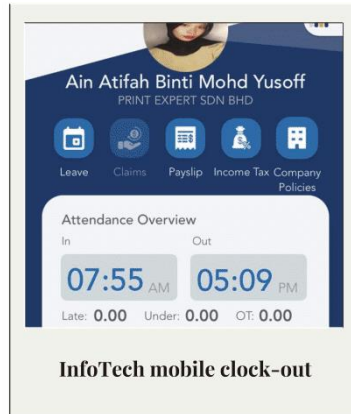 Ain Atifah Binti Mohd Yusoff
PRINT EXPERT SDN BHD
Leave Claims Payslip Income Tax Company
Policies
Attendance Overview
In Out
07:55 AM 05:09 PM
Late: 0.00 Under: 0.00 OT: 0.00
InfoTech mobile clock-out